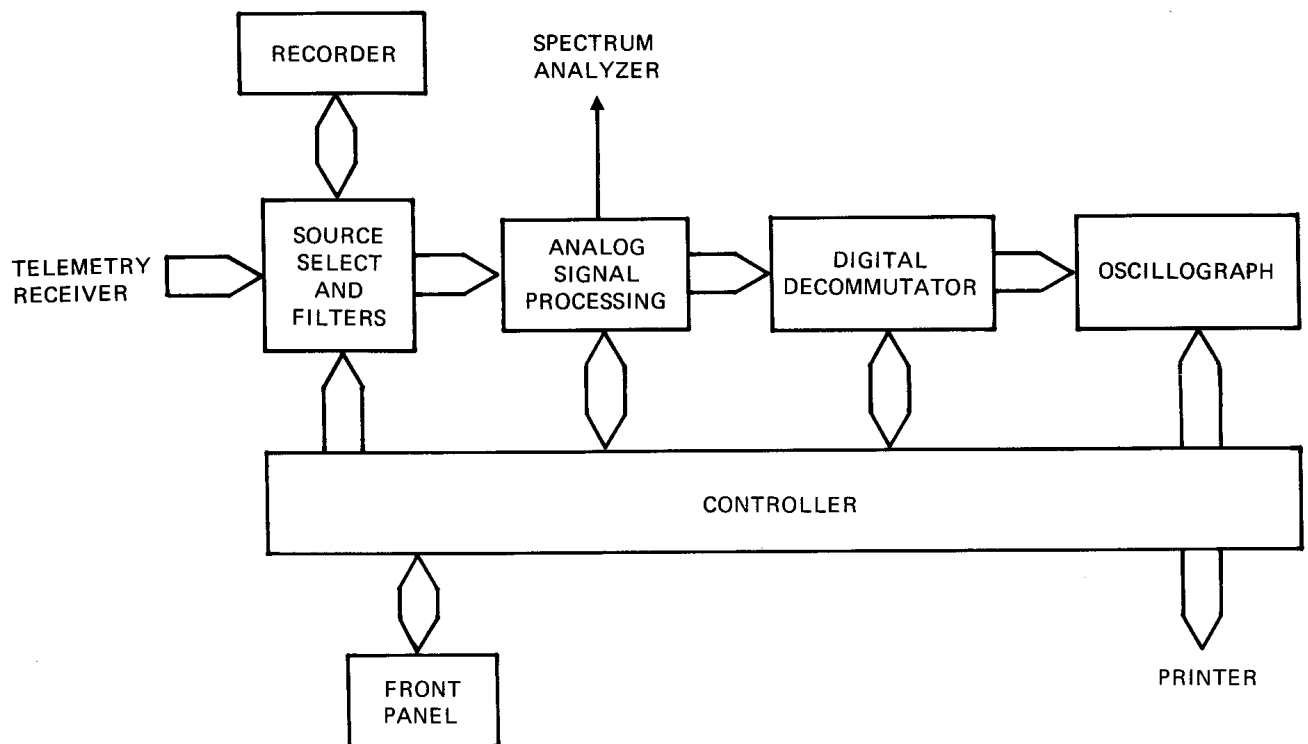 RECORDER
SPECTRUM
ANALYZER
TELEMETRY
RECEIVER
SOURCE
SELECT
AND
FILTERS
ANALOG
SIGNAL
PROCESSING
DIGITAL
DECOMMUTATOR
OSCILLOGRAPH
CONTROLLER
FRONT
PANEL
PRINTER